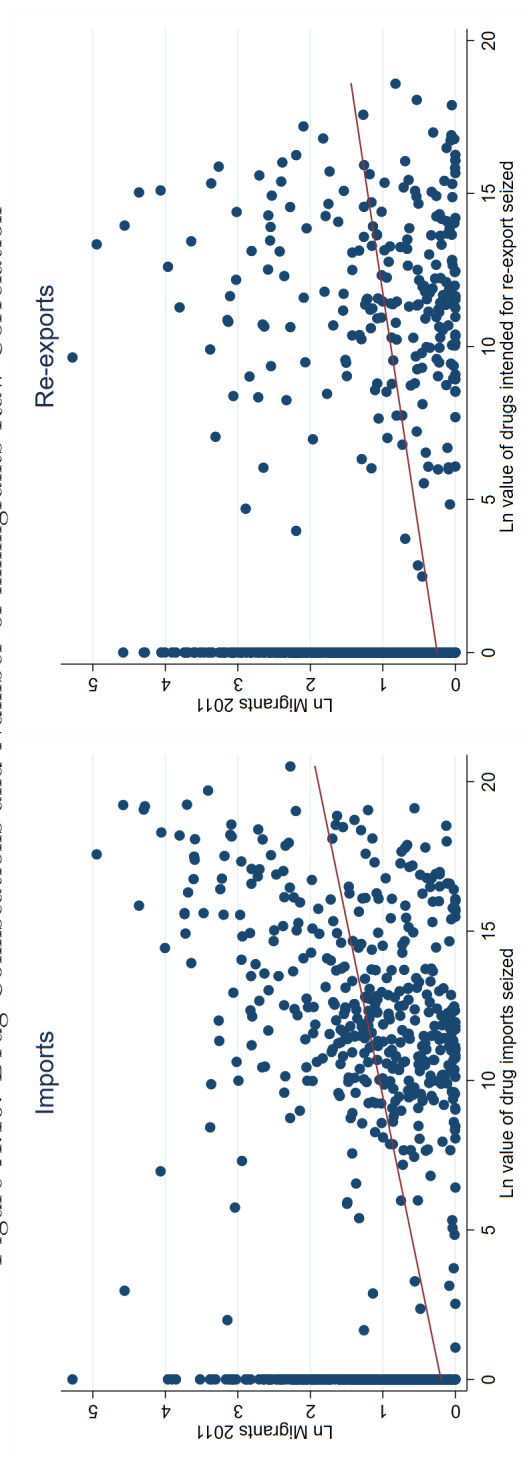 Imports
Ln Migrants 2011
5
4
3
2
1
0
0 5 10 15 20
Ln value of drug imports seized
Re-exports
Ln Migrants 2011
5
4
3
2
1
0
0 5 10 15 20
Ln value of drugs intended for re-export seized